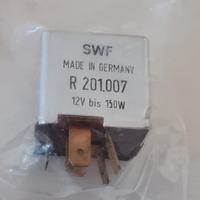 SWF
MADE IN GERMANY
R 201.007
12V bis 150W